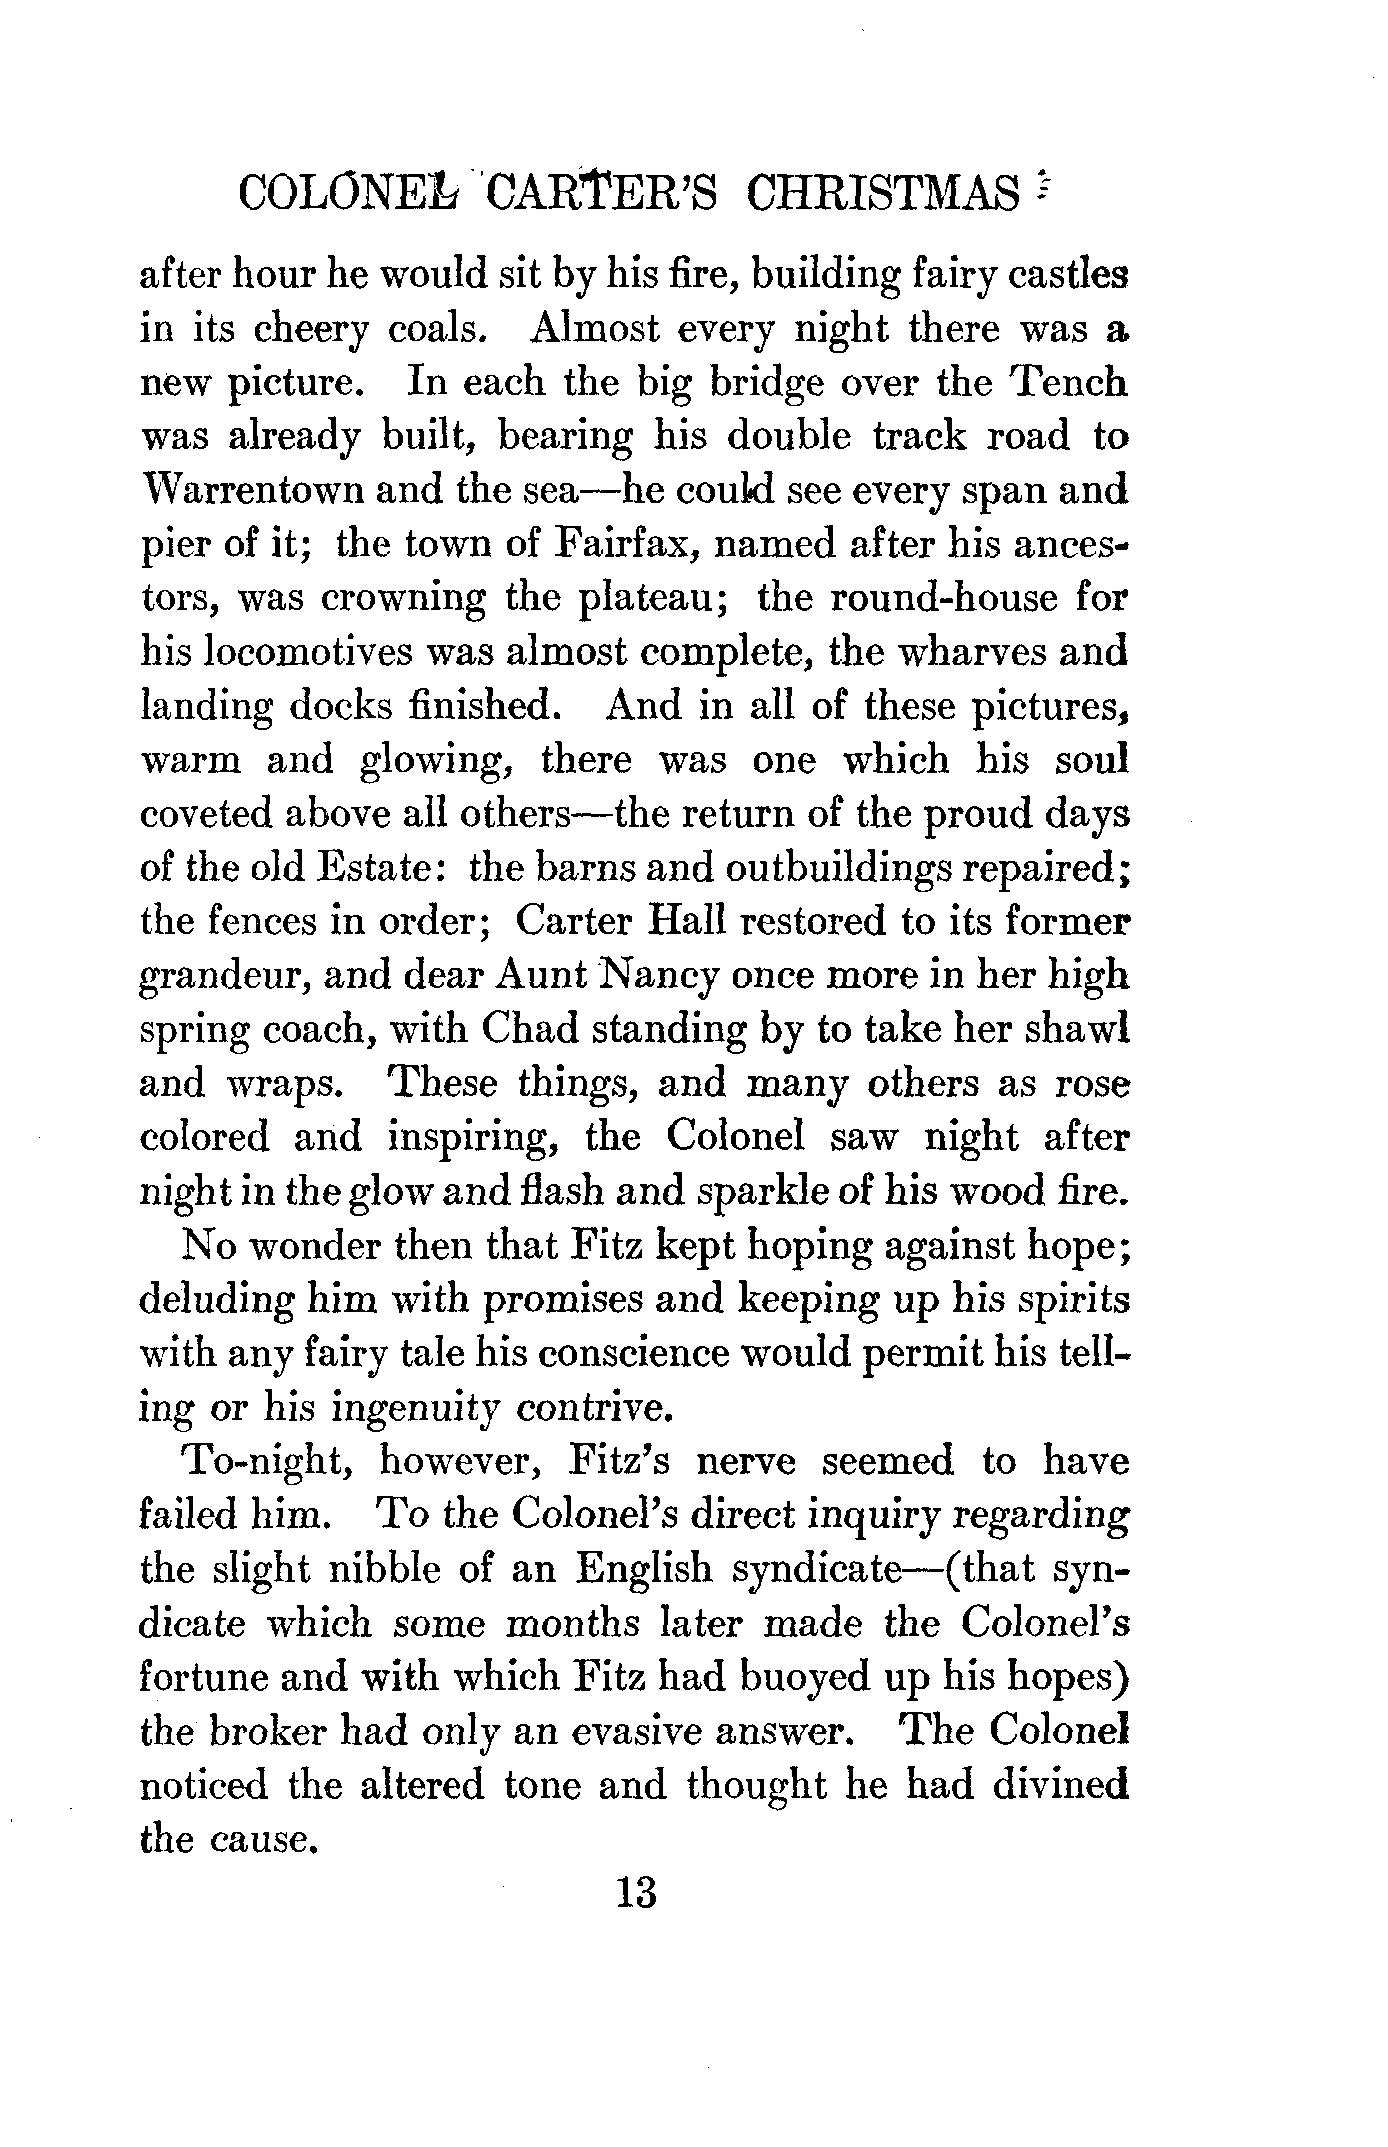 COLONEL CARTER'S CHRISTMAS
after hour he would sit by his fire, building fairy castles
in its cheery coals. Almost every night there was a
new picture. In each the big bridge over the Tench
was already built, bearing his double track road to
Warrentown and the sea—he could see every span and
pier of it; the town of Fairfax, named after his ances-
tors, was crowning the plateau; the round-house for
his locomotives was almost complete, the wharves and
landing docks finished. And in all of these pictures,
warm and glowing, there was one which his soul
coveted above all others—the return of the proud days
of the old Estate: the barns and outbuildings repaired;
the fences in order; Carter Hall restored to its former
grandeur, and dear Aunt Nancy once more in her high
spring coach, with Chad standing by to take her shawl
and wraps. These things, and many others as rose
colored and inspiring, the Colonel saw night after
night in the glow and flash and sparkle of his wood fire.
No wonder then that Fitz kept hoping against hope;
deluding him with promises and keeping up his spirits
with any fairy tale his conscience would permit his tell-
ing or his ingenuity contrive.
To-night, however, Fitz's nerve seemed to have
failed him. To the Colonel's direct inquiry regarding
the slight nibble of an English syndicate—(that syn-
dicate which some months later made the Colonel's
fortune and with which Fitz had buoyed up his hopes)
the broker had only an evasive answer. The Colonel
noticed the altered tone and thought he had divined
the cause.
13